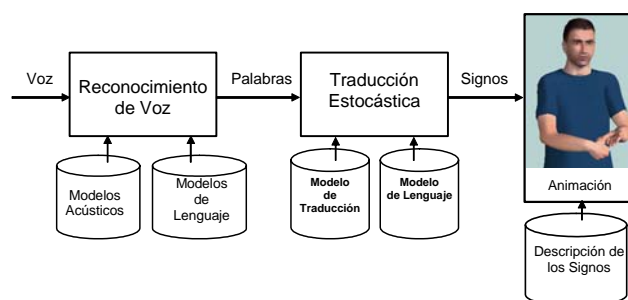 Voz
Reconocimiento
de Voz
Palabras
Traducción
Estocástica
Signos
Modelos
Acústicos
Modelos
de
Lenguaje
Modelo
de
Traducción
Modelo
de Lenguaje
Animación
Descripción de
los Signos